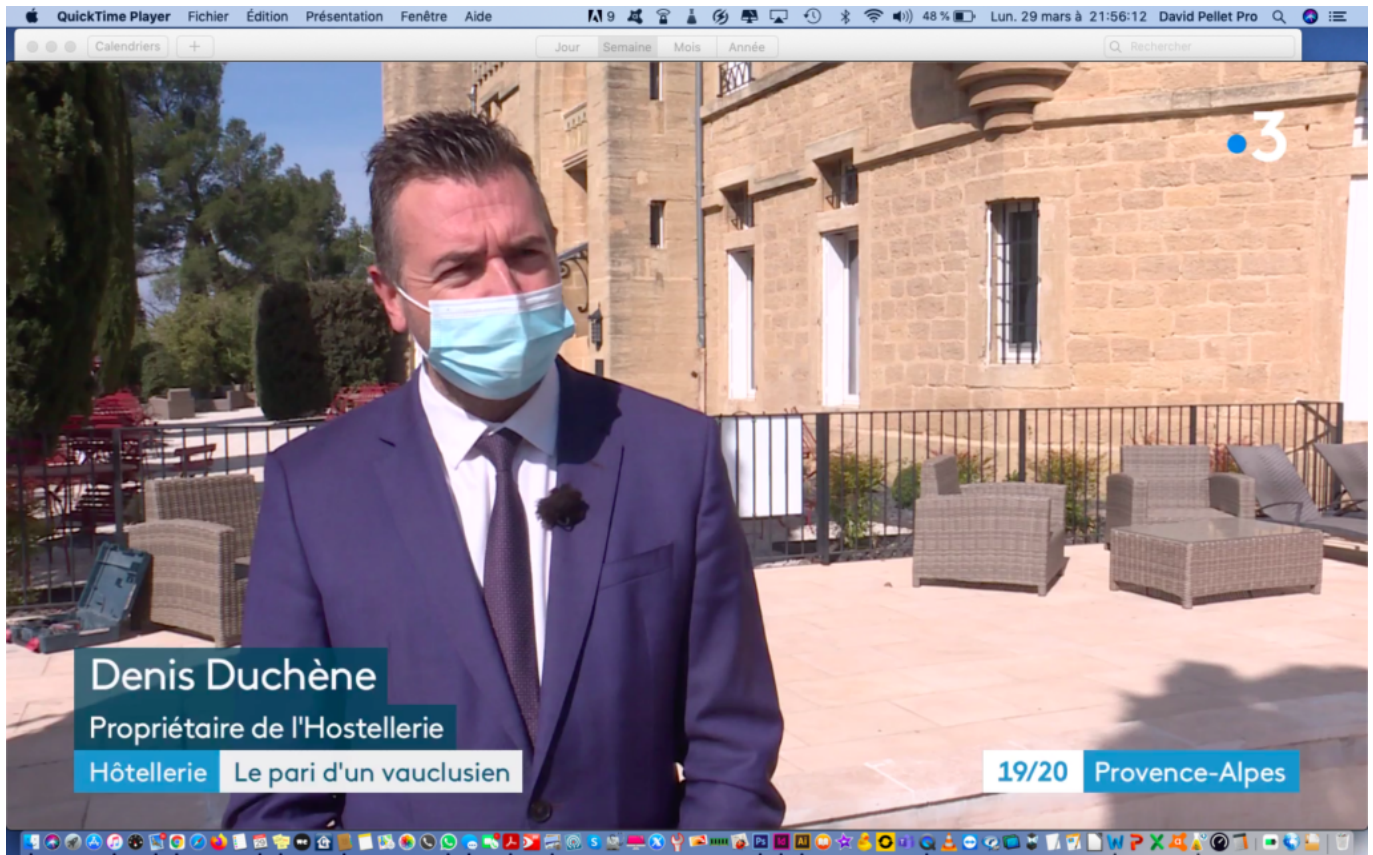 QuickTime Player Fichier Édition Présentation Fenêtre Aide 9 48 % Lun. 29 mars à 21:56:12 David Pellet Pro
Calendriers + Jour Semaine Mois Année Rechercher
3
Denis Duchène
Propriétaire de l'Hostellerie
Hôtellerie Le pari d'un vauclusien
19/20 Provence-Alpes